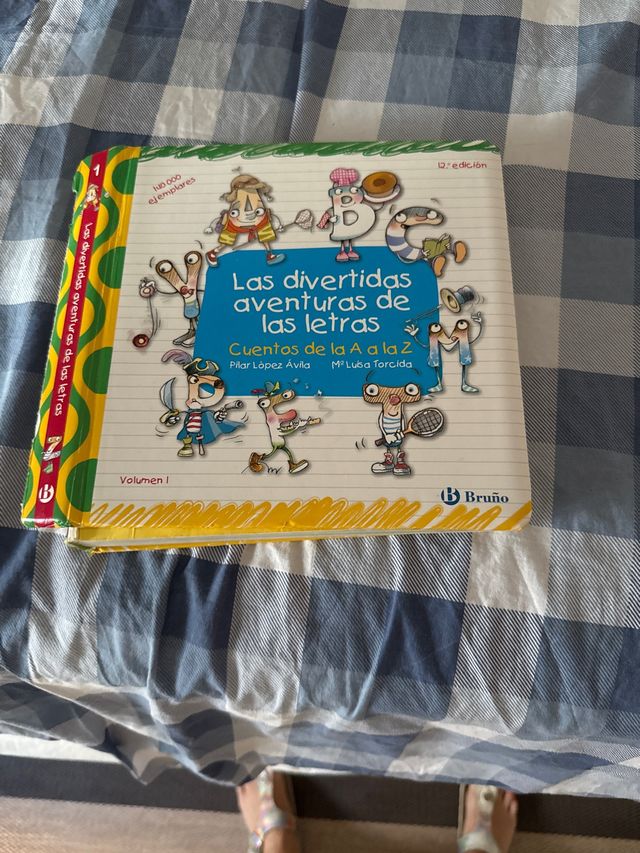 1
Las divertidas aventuras de las letras
140.000
ejemplares
12.ª edición
A
B
C
Y
M
Las divertidas
aventuras de
las letras
Cuentos de la A a la Z
Pilar López Ávila Mª Luisa Torcida
Volumen 1
Bruño